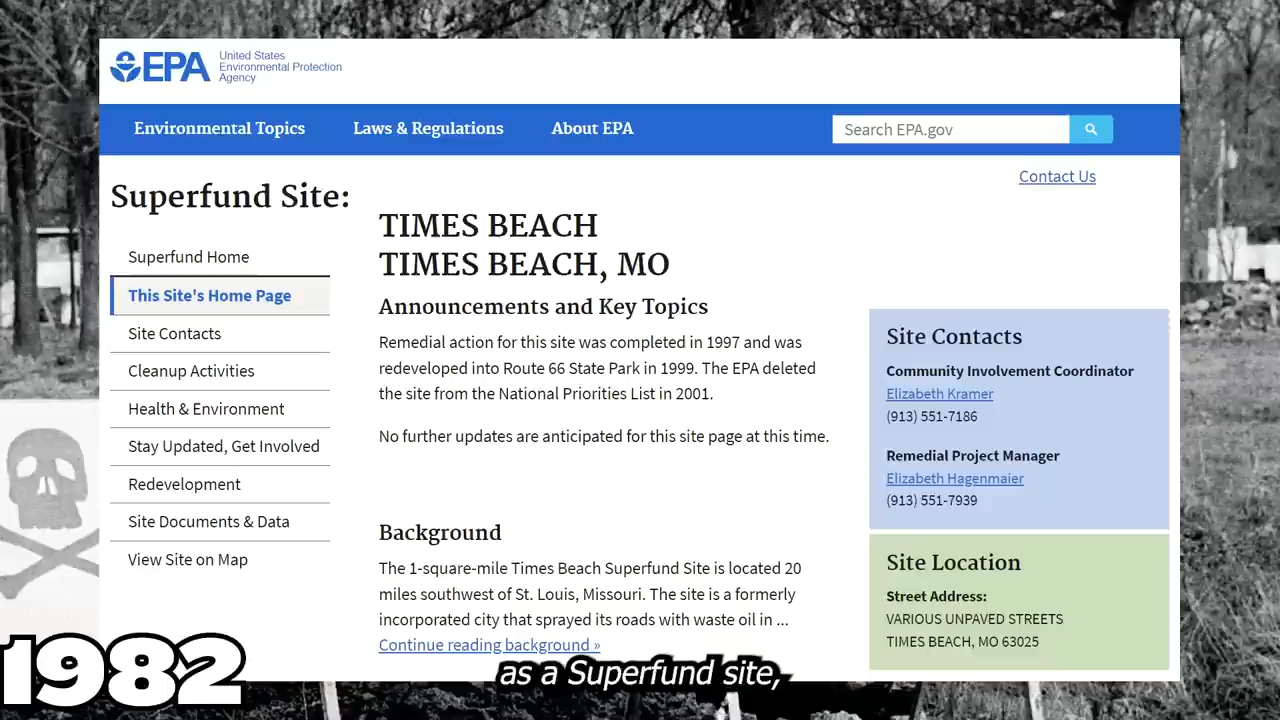 EPA
United States
Environmental Protection
Agency
Environmental Topics
Laws & Regulations
About EPA
Search EPA.gov
Contact Us
Superfund Site:
Superfund Home
This Site's Home Page
Site Contacts
Cleanup Activities
Health & Environment
Stay Updated, Get Involved
Redevelopment
Site Documents & Data
View Site on Map
TIMES BEACH
TIMES BEACH, MO
Announcements and Key Topics
Remedial action for this site was completed in 1997 and was
redeveloped into Route 66 State Park in 1999. The EPA deleted
the site from the National Priorities List in 2001.
No further updates are anticipated for this site page at this time.
Background
The 1-square-mile Times Beach Superfund Site is located 20
miles southwest of St. Louis, Missouri. The site is a formerly
incorporated city that sprayed its roads with waste oil in ...
Continue reading background »
Site Contacts
Community Involvement Coordinator
Elizabeth Kramer
(913) 551-7186
Remedial Project Manager
Elizabeth Hagenmaier
(913) 551-7939
Site Location
Street Address:
VARIOUS UNPAVED STREETS
TIMES BEACH, MO 63025
1982
as a Superfund site,